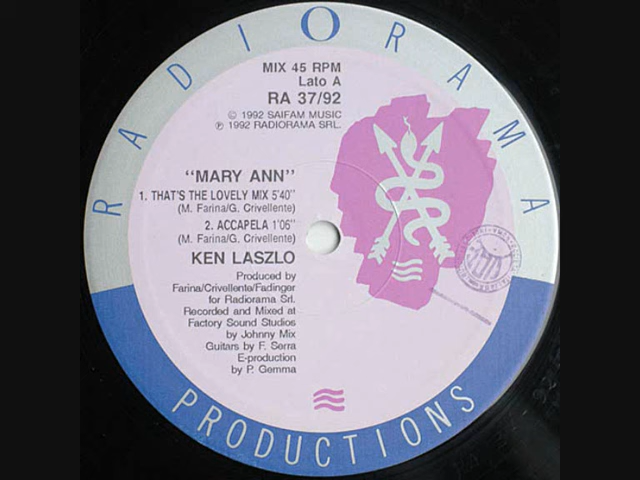 RADIORAMA
MIX 45 RPM
Lato A
RA 37/92
© 1992 SAIFAM MUSIC
℗ 1992 RADIORAMA SRL.
"MARY ANN"
1. THAT'S THE LOVELY MIX 5'40"
(M. Farina/G. Crivellente)
2. ACCAPELA 1'06"
(M. Farina/G. Crivellente)
KEN LASZLO
Produced by
Farina/Crivellente/Fadinger
for Radiorama Srl.
Recorded and Mixed at
Factory Sound Studios
by Johnny Mix
Guitars by F. Serra
E-production
by P. Gemma
PRODUCTIONS